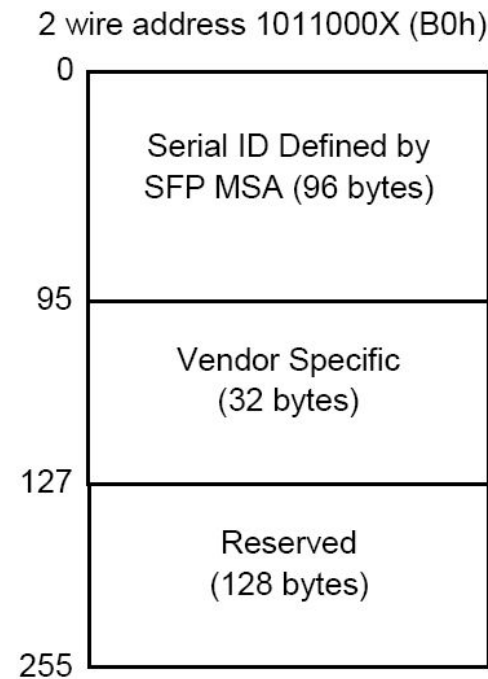 2 wire address 1011000X (B0h)
0
Serial ID Defined by
SFP MSA (96 bytes)
95
Vendor Specific
(32 bytes)
127
Reserved
(128 bytes)
255